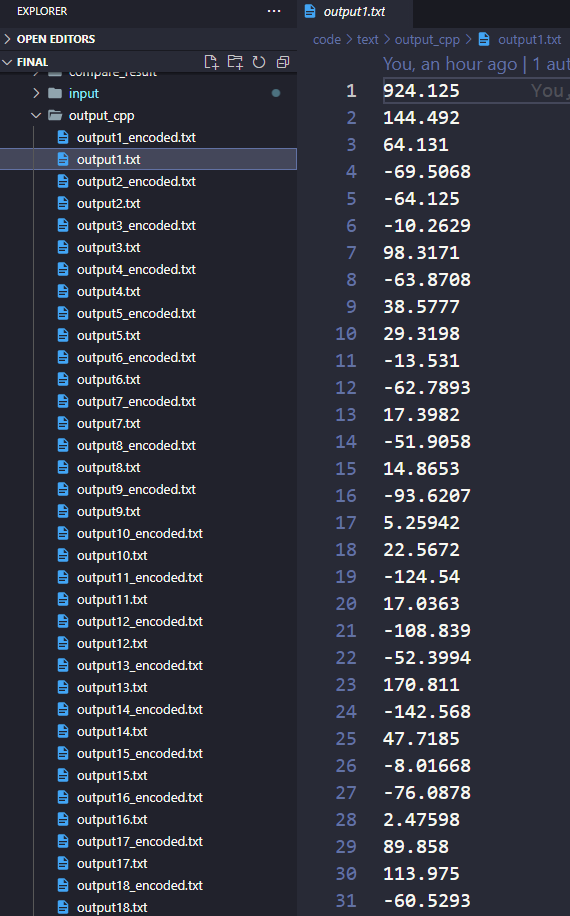 EXPLORER
...
OPEN EDITORS
FINAL
compare_result
input
output_cpp
output1_encoded.txt
output1.txt
output2_encoded.txt
output2.txt
output3_encoded.txt
output3.txt
output4_encoded.txt
output4.txt
output5_encoded.txt
output5.txt
output6_encoded.txt
output6.txt
output7_encoded.txt
output7.txt
output8_encoded.txt
output8.txt
output9_encoded.txt
output9.txt
output10_encoded.txt
output10.txt
output11_encoded.txt
output11.txt
output12_encoded.txt
output12.txt
output13_encoded.txt
output13.txt
output14_encoded.txt
output14.txt
output15_encoded.txt
output15.txt
output16_encoded.txt
output16.txt
output17_encoded.txt
output17.txt
output18_encoded.txt
output18.txt
output1.txt
code > text > output_cpp > output1.txt
You, an hour ago | 1 aut
1 924.125 You,
2 144.492
3 64.131
4 -69.5068
5 -64.125
6 -10.2629
7 98.3171
8 -63.8708
9 38.5777
10 29.3198
11 -13.531
12 -62.7893
13 17.3982
14 -51.9058
15 14.8653
16 -93.6207
17 5.25942
18 22.5672
19 -124.54
20 17.0363
21 -108.839
22 -52.3994
23 170.811
24 -142.568
25 47.7185
26 -8.01668
27 -76.0878
28 2.47598
29 89.858
30 113.975
31 -60.5293